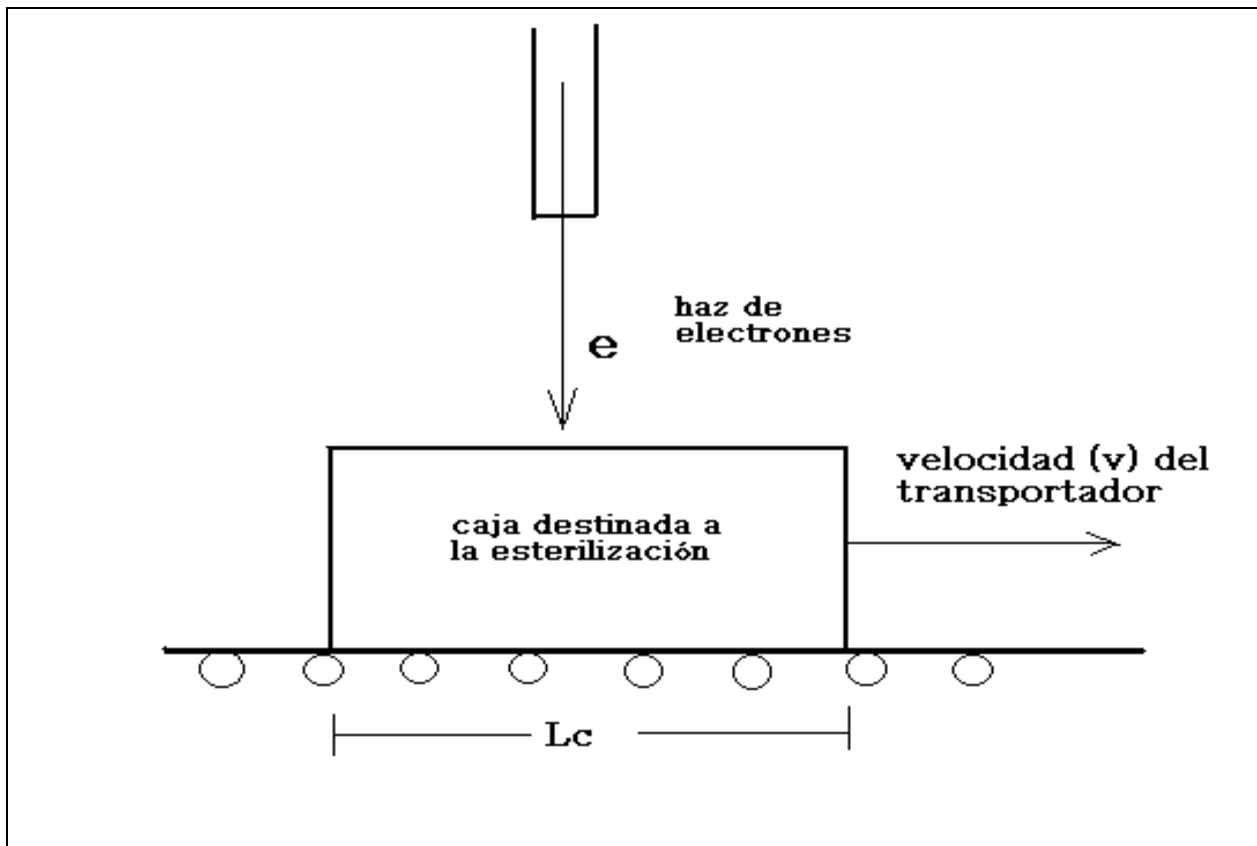 haz de
electrones
e
velocidad (v) del
transportador
caja destinada a
la esterilización
Lc